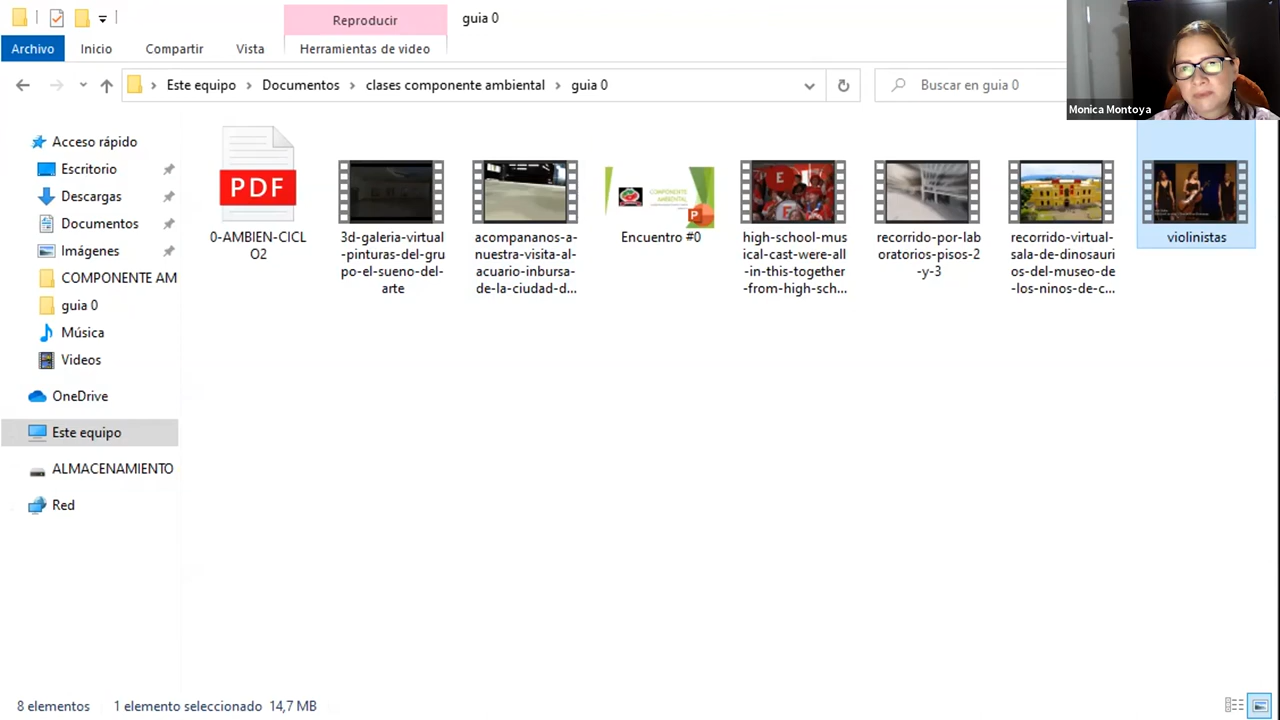 Reproducir
guia 0
Archivo
Inicio
Compartir
Vista
Herramientas de video
Este equipo
Documentos
clases componente ambiental
guia 0
Buscar en guia 0
Monica Montoya
Acceso rápido
Escritorio
Descargas
Documentos
Imágenes
COMPONENTE AM
guia 0
Música
Videos
OneDrive
Este equipo
ALMACENAMIENTO
Red
PDF
0-AMBIEN-CICL
O2
3d-galeria-virtual
-pinturas-del-gru
po-el-sueno-del-
arte
acompananos-a-
nuestra-visita-al-
acuario-inbursa-
de-la-ciudad-d...
COMPONENTE
AMBIENTAL
P
Encuentro #0
E
high-school-mus
ical-cast-were-all
-in-this-together
-from-high-sch...
recorrido-por-lab
oratorios-pisos-2
-y-3
recorrido-virtual-
sala-de-dinosauri
os-del-museo-de
-los-ninos-de-c...
violinistas
8 elementos
1 elemento seleccionado 14,7 MB